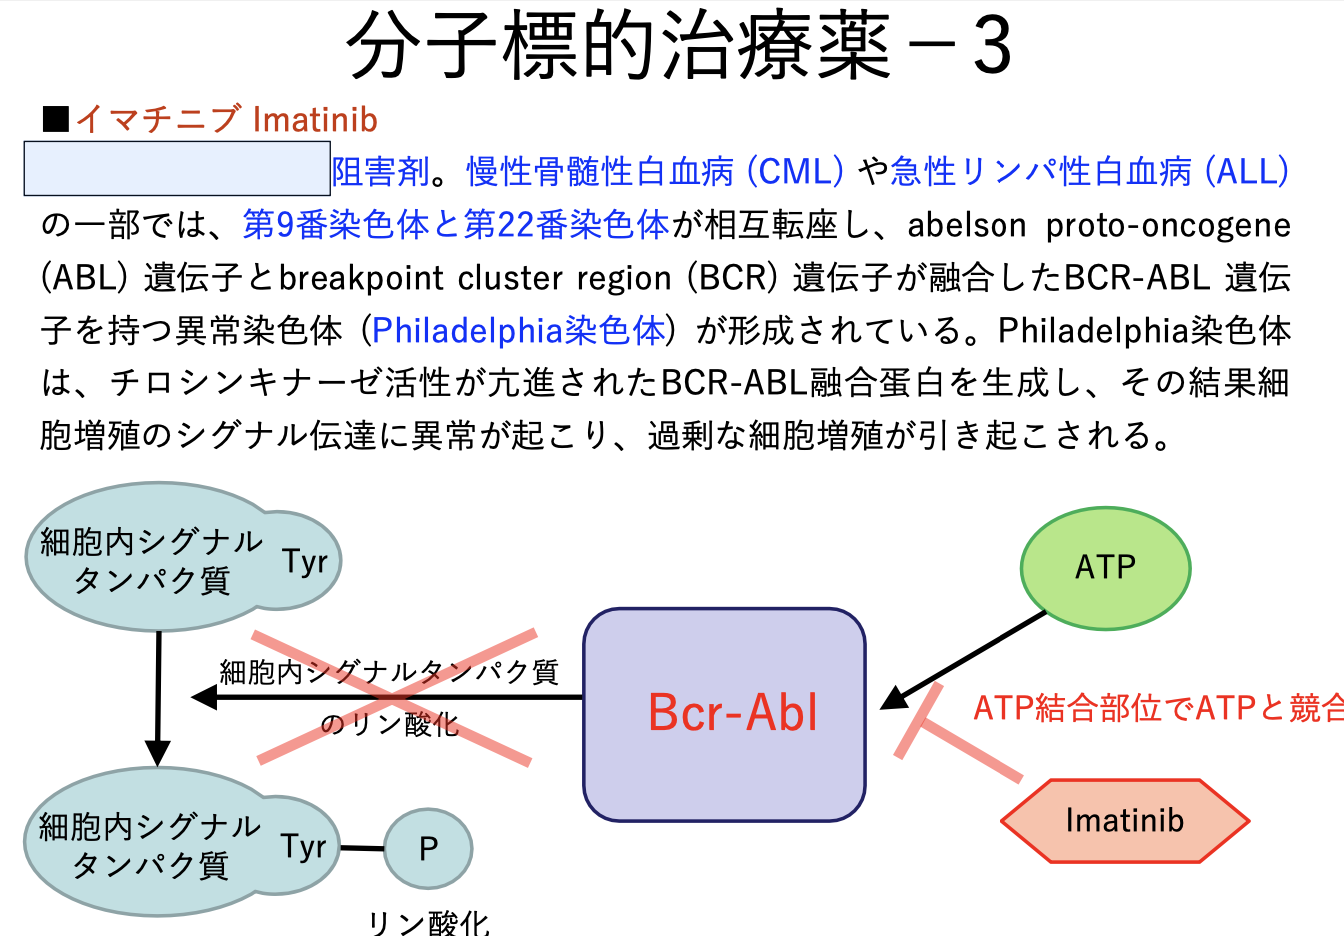 分子標的治療薬－3
■イマチニブ Imatinib
阻害剤。慢性骨髄性白血病 (CML) や急性リンパ性白血病 (ALL)
の一部では、第9番染色体と第22番染色体が相互転座し、abelson proto-oncogene
(ABL) 遺伝子とbreakpoint cluster region (BCR) 遺伝子が融合したBCR-ABL 遺伝
子を持つ異常染色体 (Philadelphia染色体) が形成されている。Philadelphia染色体
は、チロシンキナーゼ活性が亢進されたBCR-ABL融合蛋白を生成し、その結果細
胞増殖のシグナル伝達に異常が起こり、過剰な細胞増殖が引き起こされる。
細胞内シグナル
タンパク質
Tyr
ATP
細胞内シグナルタンパク質
のリン酸化
Bcr-Abl
ATP結合部位でATPと競合
Imatinib
細胞内シグナル
タンパク質
Tyr
P
リン酸化